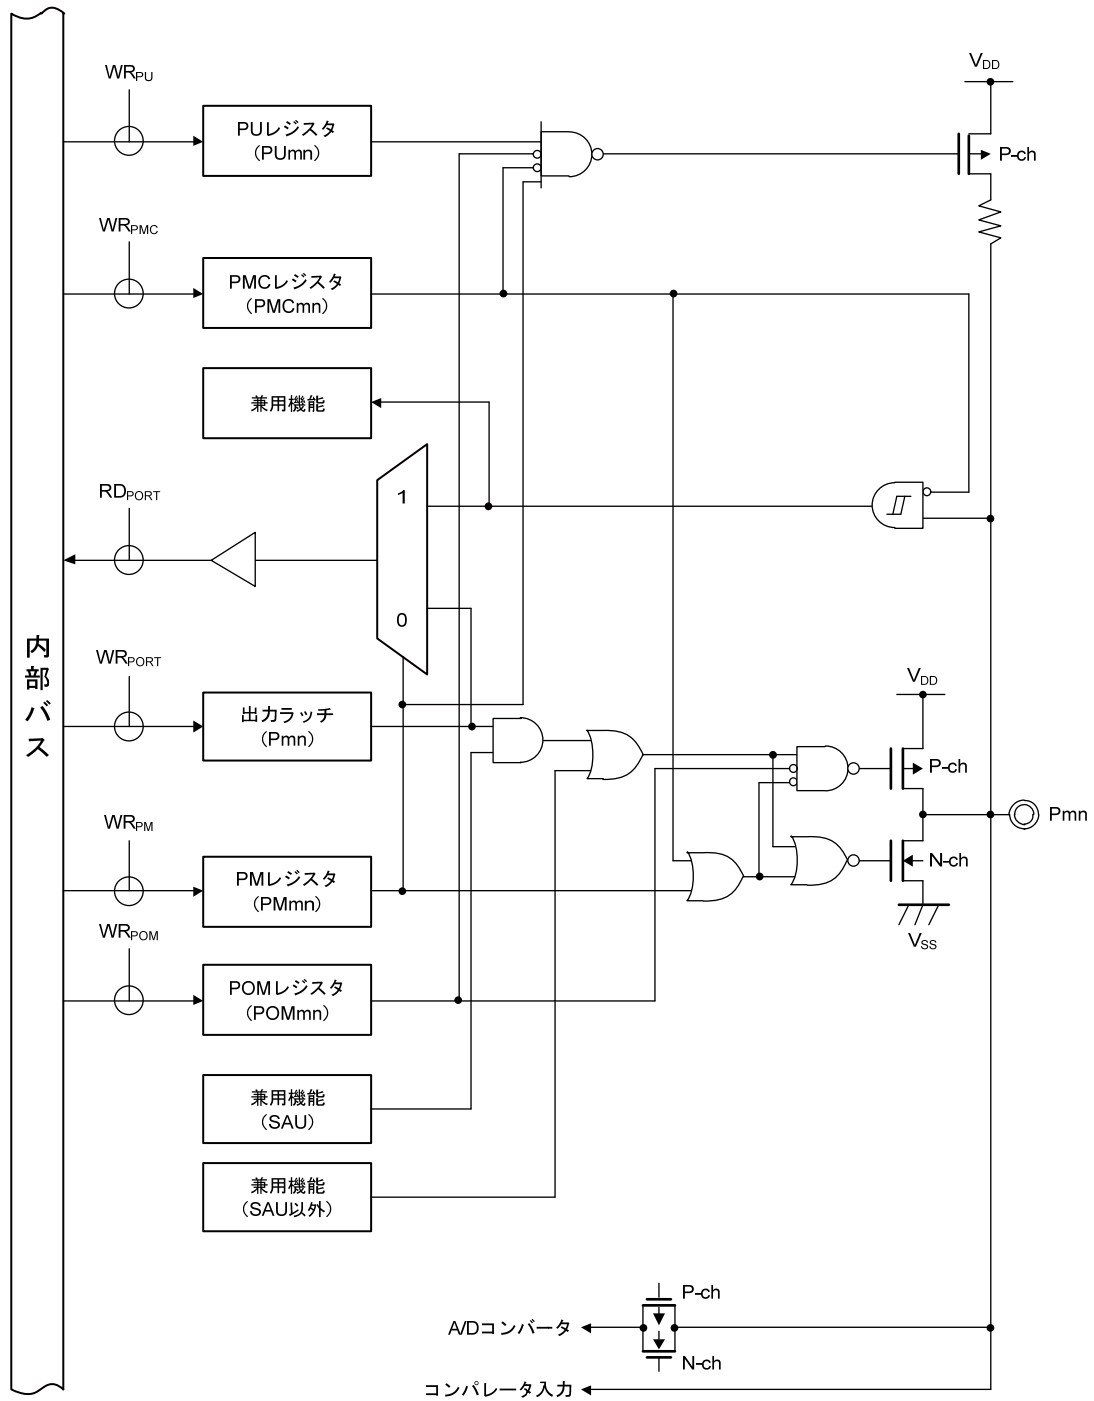 VDD
WRPU
PUレジスタ
(PUmn)
P-ch
WRPMC
PMCレジスタ
(PMCmn)
兼用機能
RDPORT
1
0
内部バス
WRPORT
出力ラッチ
(Pmn)
VDD
P-ch
Pmn
WRPM
PMレジスタ
(PMmn)
N-ch
VSS
WRPOM
POMレジスタ
(POMmn)
兼用機能
(SAU)
兼用機能
(SAU以外)
P-ch
A/Dコンバータ
N-ch
コンパレータ入力